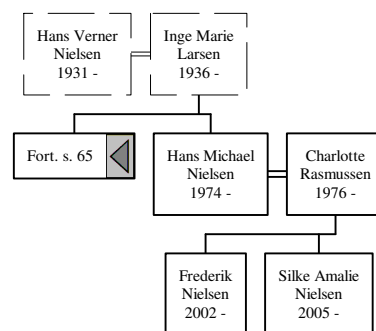 Hans Verner
Nielsen
1931 -
Inge Marie
Larsen
1936 -
Fort. s. 65
Hans Michael
Nielsen
1974 -
Charlotte
Rasmussen
1976 -
Frederik
Nielsen
2002 -
Silke Amalie
Nielsen
2005 -